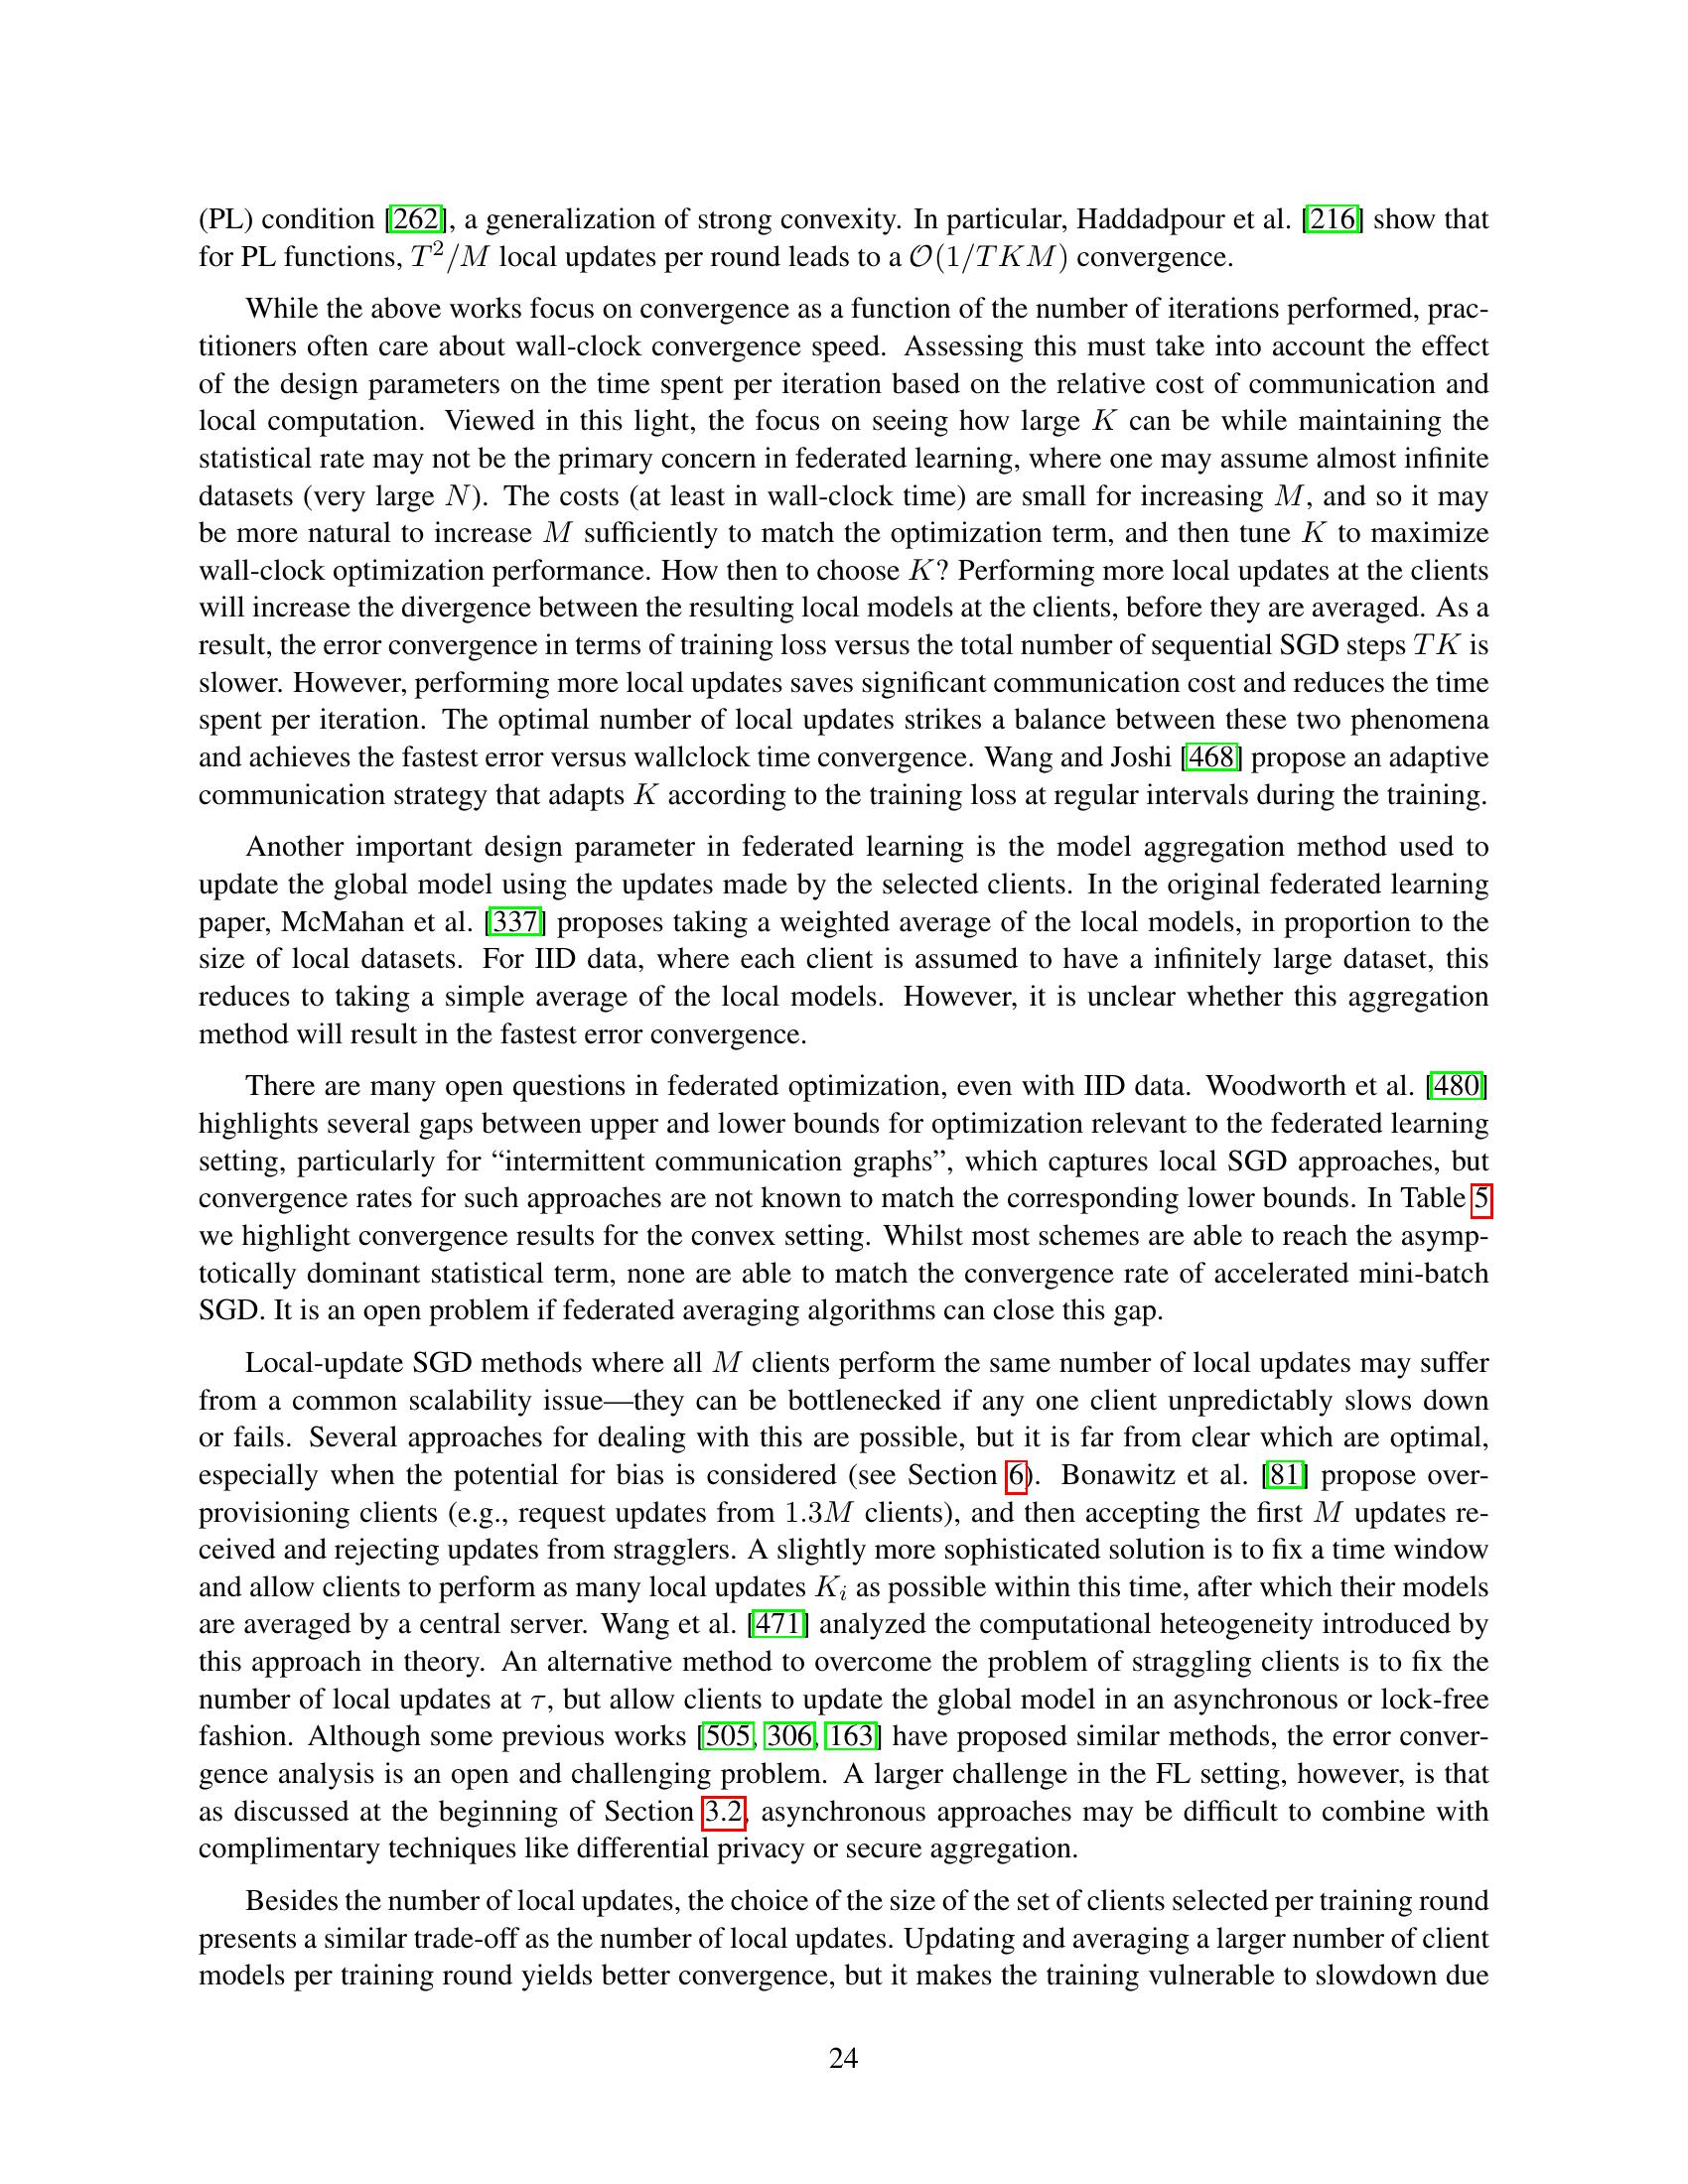 (PL) condition [262], a generalization of strong convexity. In particular, Haddadpour et al. [216] show that
for PL functions, T²/M local updates per round leads to a O(1/TKM) convergence.
While the above works focus on convergence as a function of the number of iterations performed, prac-
titioners often care about wall-clock convergence speed. Assessing this must take into account the effect
of the design parameters on the time spent per iteration based on the relative cost of communication and
local computation. Viewed in this light, the focus on seeing how large K can be while maintaining the
statistical rate may not be the primary concern in federated learning, where one may assume almost infinite
datasets (very large N). The costs (at least in wall-clock time) are small for increasing M, and so it may
be more natural to increase M sufficiently to match the optimization term, and then tune K to maximize
wall-clock optimization performance. How then to choose K? Performing more local updates at the clients
will increase the divergence between the resulting local models at the clients, before they are averaged. As a
result, the error convergence in terms of training loss versus the total number of sequential SGD steps TK is
slower. However, performing more local updates saves significant communication cost and reduces the time
spent per iteration. The optimal number of local updates strikes a balance between these two phenomena
and achieves the fastest error versus wallclock time convergence. Wang and Joshi [468] propose an adaptive
communication strategy that adapts K according to the training loss at regular intervals during the training.
Another important design parameter in federated learning is the model aggregation method used to
update the global model using the updates made by the selected clients. In the original federated learning
paper, McMahan et al. [337] proposes taking a weighted average of the local models, in proportion to the
size of local datasets. For IID data, where each client is assumed to have a infinitely large dataset, this
reduces to taking a simple average of the local models. However, it is unclear whether this aggregation
method will result in the fastest error convergence.
There are many open questions in federated optimization, even with IID data. Woodworth et al. [480]
highlights several gaps between upper and lower bounds for optimization relevant to the federated learning
setting, particularly for “intermittent communication graphs”, which captures local SGD approaches, but
convergence rates for such approaches are not known to match the corresponding lower bounds. In Table 5
we highlight convergence results for the convex setting. Whilst most schemes are able to reach the asymp-
totically dominant statistical term, none are able to match the convergence rate of accelerated mini-batch
SGD. It is an open problem if federated averaging algorithms can close this gap.
Local-update SGD methods where all M clients perform the same number of local updates may suffer
from a common scalability issue—they can be bottlenecked if any one client unpredictably slows down
or fails. Several approaches for dealing with this are possible, but it is far from clear which are optimal,
especially when the potential for bias is considered (see Section 6). Bonawitz et al. [81] propose over-
provisioning clients (e.g., request updates from 1.3M clients), and then accepting the first M updates re-
ceived and rejecting updates from stragglers. A slightly more sophisticated solution is to fix a time window
and allow clients to perform as many local updates Kᵢ as possible within this time, after which their models
are averaged by a central server. Wang et al. [471] analyzed the computational heteogeneity introduced by
this approach in theory. An alternative method to overcome the problem of straggling clients is to fix the
number of local updates at τ, but allow clients to update the global model in an asynchronous or lock-free
fashion. Although some previous works [505, 306, 163] have proposed similar methods, the error conver-
gence analysis is an open and challenging problem. A larger challenge in the FL setting, however, is that
as discussed at the beginning of Section 3.2, asynchronous approaches may be difficult to combine with
complimentary techniques like differential privacy or secure aggregation.
Besides the number of local updates, the choice of the size of the set of clients selected per training round
presents a similar trade-off as the number of local updates. Updating and averaging a larger number of client
models per training round yields better convergence, but it makes the training vulnerable to slowdown due
24